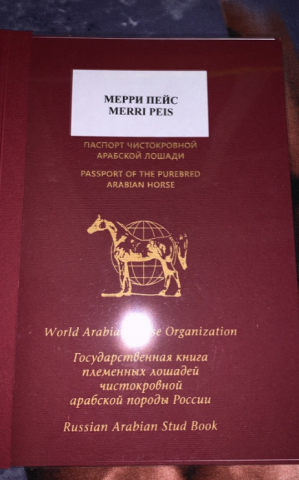 МЕРРИ ПЕЙС
MERRI PEIS
ПАСПОРТ ЧИСТОКРОВНОЙ
АРАБСКОЙ ЛОШАДИ
PASSPORT OF THE PUREBRED
ARABIAN HORSE
World Arabian Horse Organization
Государственная книга
племенных лошадей
чистокровной
арабской породы России
Russian Arabian Stud Book